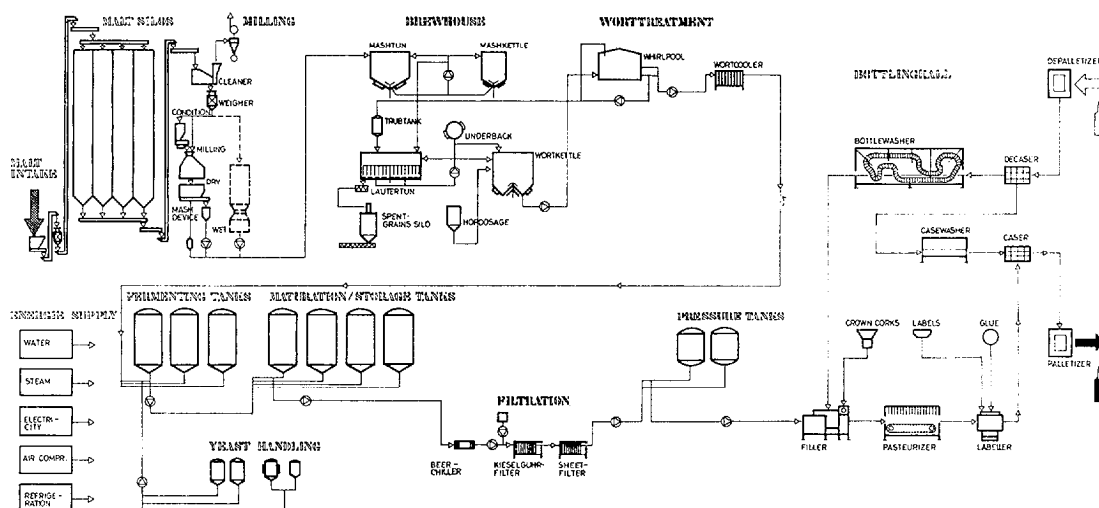 MALT SILOS
MILLING
BREWHOUSE
WORTTREATMENT
MASHTUN
MASHKETTLE
WHIRLPOOL
WORTCOOLER
BOTTLINGHALL
DEPALLETIZER
CLEANER
WEIGHER
CONDITION
MILLING
DRY
MASH
DEVICE
WET
MALT
INTAKE
TRUBTANK
UNDERBACK
WORTKETTLE
LAUTERTUN
SPENT-
GRAINS SILO
HOPDOSAGE
BOTTLEWASHER
DECASER
CASEWASHER
CASER
FERMENTING TANKS
MATURATION/STORAGE TANKS
PRESSURE TANKS
ENERGIE SUPPLY
WATER
STEAM
ELECTRI-
CITY
AIR COMPR.
REFRIGE-
RATION
CROWN CORKS
LABELS
GLUE
PALLETIZER
FILTRATION
YEAST HANDLING
BEER-
CHILLER
KIESELGUHR-
FILTER
SHEET-
FILTER
FILLER
PASTEURIZER
LABELLER